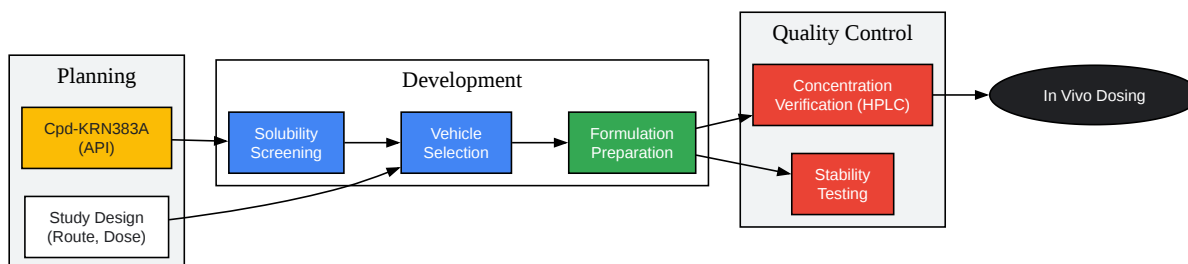 Planning
Cpd-KRN383A
(API)
Study Design
(Route, Dose)
Development
Solubility
Screening
Vehicle
Selection
Formulation
Preparation
Quality Control
Concentration
Verification (HPLC)
Stability
Testing
In Vivo Dosing